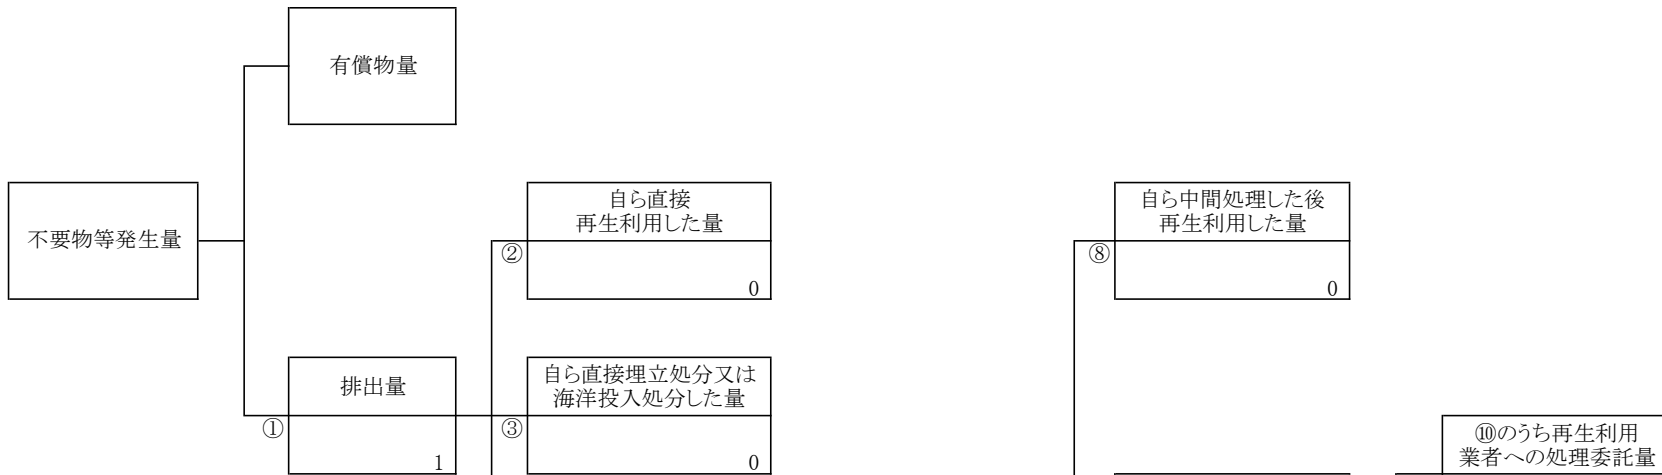 有償物量
不要物等発生量
自ら直接
再生利用した量
②
0
自ら中間処理した後
再生利用した量
⑧
0
排出量
①
1
自ら直接埋立処分又は
海洋投入処分した量
③
0
⑩のうち再生利用
業者への処理委託量